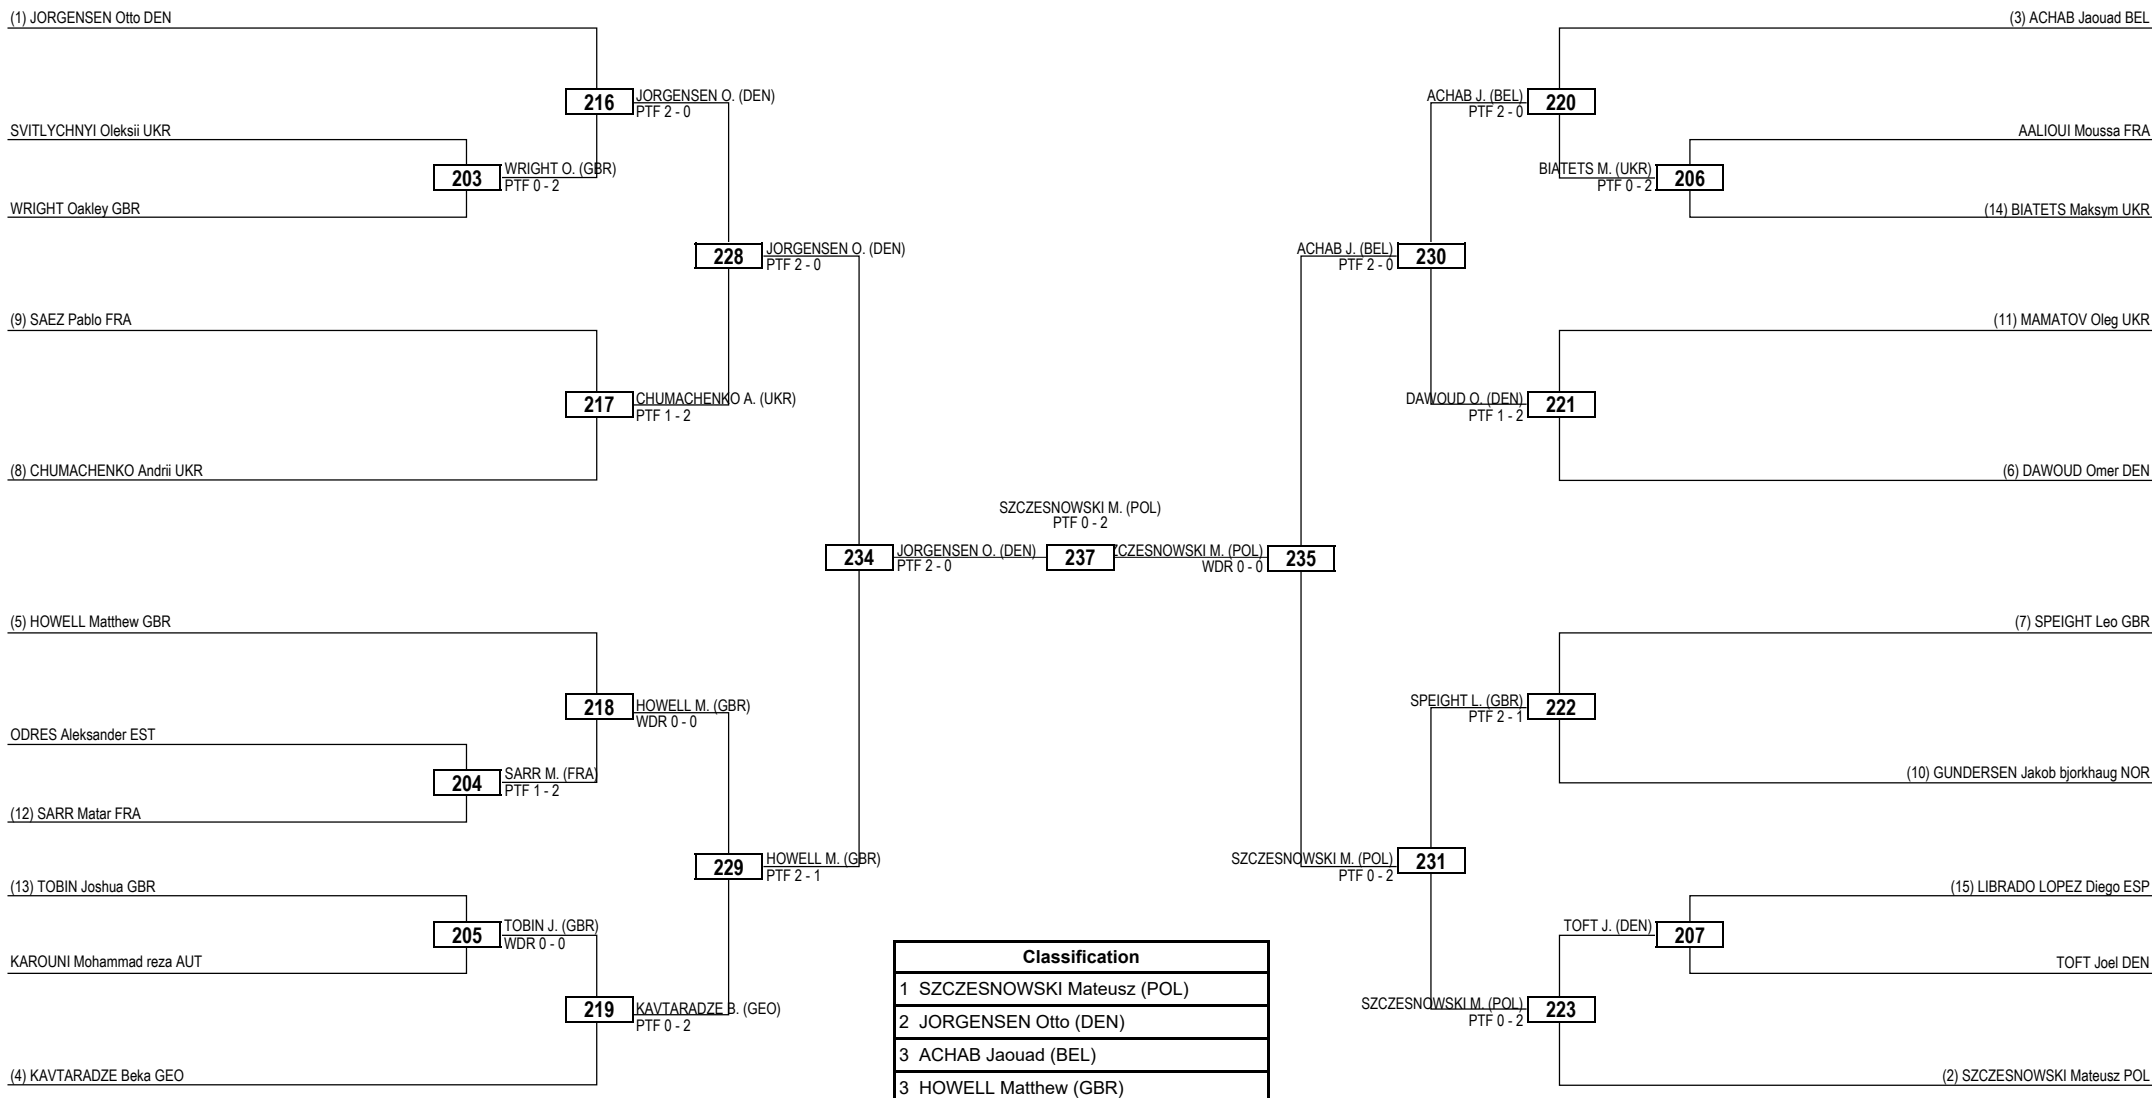 (1) JORGENSEN Otto DEN
216
JORGENSEN O. (DEN)
PTF 2 - 0
SVITLYCHNYI Oleksii UKR
203
WRIGHT O. (GBR)
PTF 0 - 2
WRIGHT Oakley GBR
228
JORGENSEN O. (DEN)
PTF 2 - 0
(9) SAEZ Pablo FRA
217
CHUMACHENKO A. (UKR)
PTF 1 - 2
(8) CHUMACHENKO Andrii UKR
234
JORGENSEN O. (DEN)
PTF 2 - 0
(5) HOWELL Matthew GBR
218
HOWELL M. (GBR)
WDR 0 - 0
ODRES Aleksander EST
204
SARR M. (FRA)
PTF 1 - 2
(12) SARR Matar FRA
229
HOWELL M. (GBR)
PTF 2 - 1
(13) TOBIN Joshua GBR
205
TOBIN J. (GBR)
WDR 0 - 0
KAROUNI Mohammad reza AUT
219
KAVTARADZE B. (GEO)
PTF 0 - 2
(4) KAVTARADZE Beka GEO
SZCZESNOWSKI M. (POL)
PTF 0 - 2
237
(3) ACHAB Jaouad BEL
ACHAB J. (BEL)
PTF 2 - 0
220
AALIOUI Moussa FRA
BIATETS M. (UKR)
PTF 0 - 2
206
(14) BIATETS Maksym UKR
ACHAB J. (BEL)
PTF 2 - 0
230
(11) MAMATOV Oleg UKR
DAWOUD O. (DEN)
PTF 1 - 2
221
(6) DAWOUD Omer DEN
ZCZESNOWSKI M. (POL)
WDR 0 - 0
235
(7) SPEIGHT Leo GBR
SPEIGHT L. (GBR)
PTF 2 - 1
222
(10) GUNDERSEN Jakob bjorkhaug NOR
SZCZESNOWSKI M. (POL)
PTF 0 - 2
231
(15) LIBRADO LOPEZ Diego ESP
TOFT J. (DEN)
207
TOFT Joel DEN
SZCZESNOWSKI M. (POL)
PTF 0 - 2
223
(2) SZCZESNOWSKI Mateusz POL
Classification
1 SZCZESNOWSKI Mateusz (POL)
2 JORGENSEN Otto (DEN)
3 ACHAB Jaouad (BEL)
3 HOWELL Matthew (GBR)